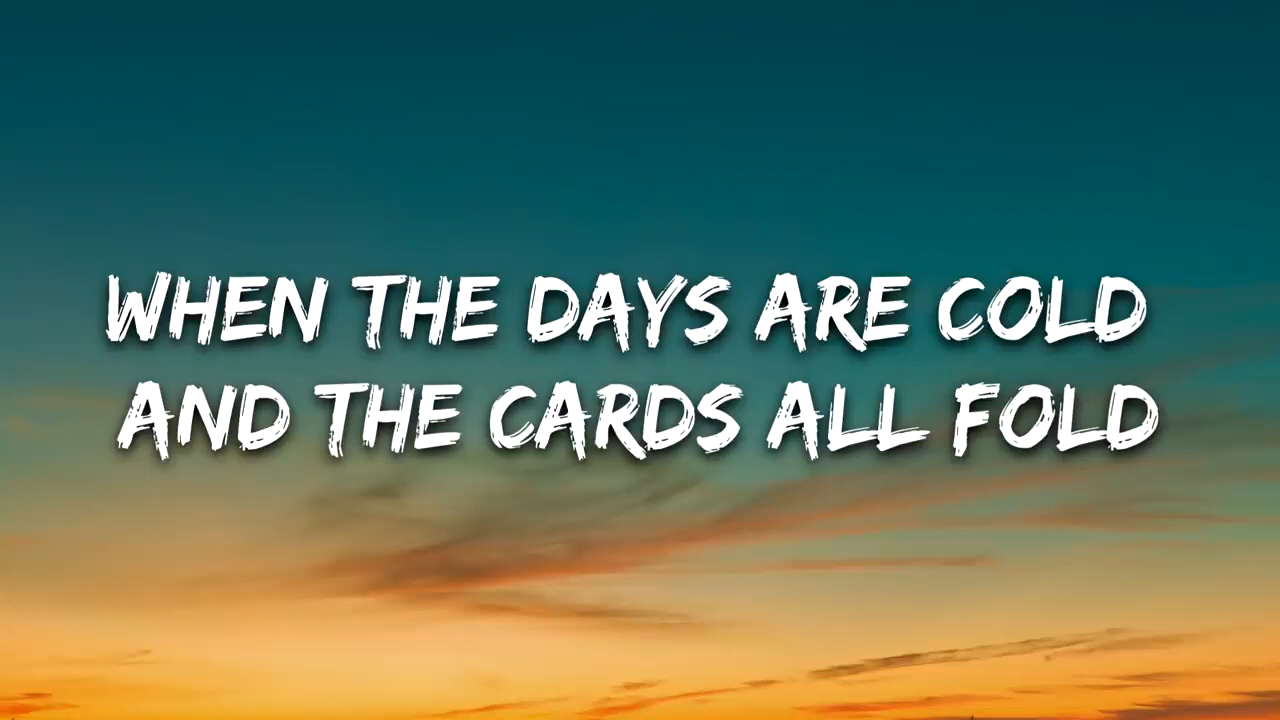 WHEN THE DAYS ARE COLD
AND THE CARDS ALL FOLD